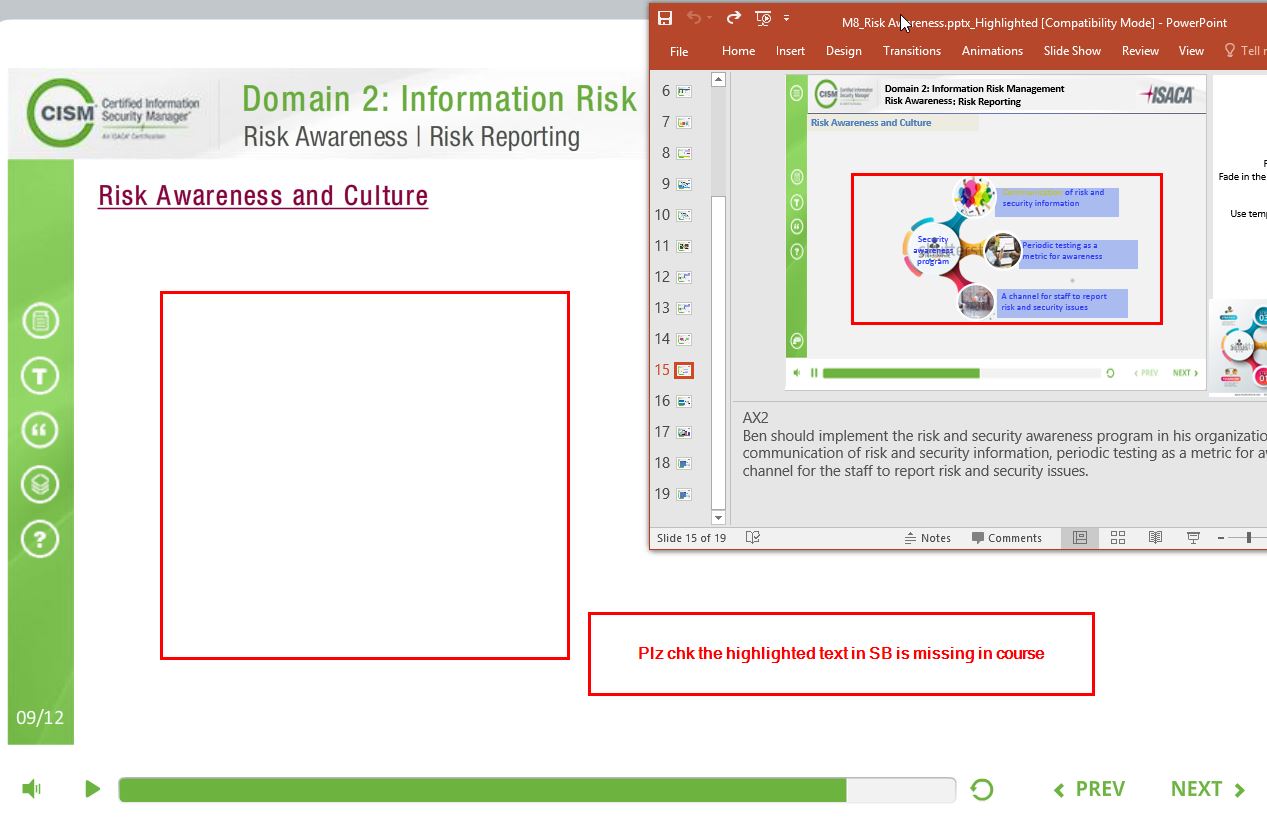 CISM
Certified Information
Security Manager®
An ISACA® Certification
Domain 2: Information Risk
Risk Awareness | Risk Reporting
Risk Awareness and Culture
09/12
PREV
NEXT
M8_Risk Awareness.pptx_Highlighted [Compatibility Mode] - PowerPoint
File
Home
Insert
Design
Transitions
Animations
Slide Show
Review
View
Tell
6
7
8
9
10
11
12
13
14
15
16
17
18
19
CISM
Domain 2: Information Risk Management
Risk Awareness: Risk Reporting
ISACA
Risk Awareness and Culture
Communication of risk and
security information
Security
awareness
program
Periodic testing as a
metric for awareness
A channel for staff to report
risk and security issues
PREV
NEXT
Fade in the
Use temp
AX2
Ben should implement the risk and security awareness program in his organizatio
communication of risk and security information, periodic testing as a metric for a
channel for the staff to report risk and security issues.
Slide 15 of 19
Notes
Comments
Plz chk the highlighted text in SB is missing in course